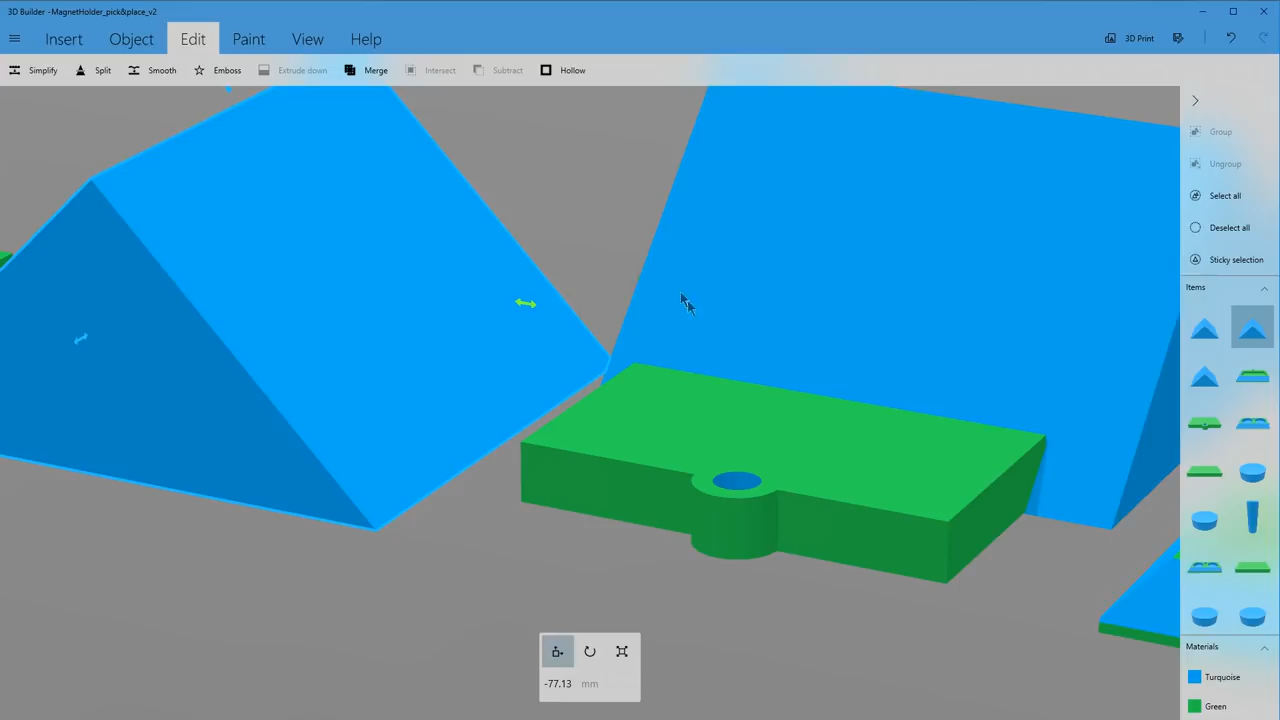 3D Builder - MagnetHolder_pick&place_v2
Insert
Object
Edit
Paint
View
Help
3D Print
Simplify
Split
Smooth
Emboss
Extrude down
Merge
Intersect
Subtract
Hollow
Group
Ungroup
Select all
Deselect all
Sticky selection
Items
-77.13 mm
Materials
Turquoise
Green